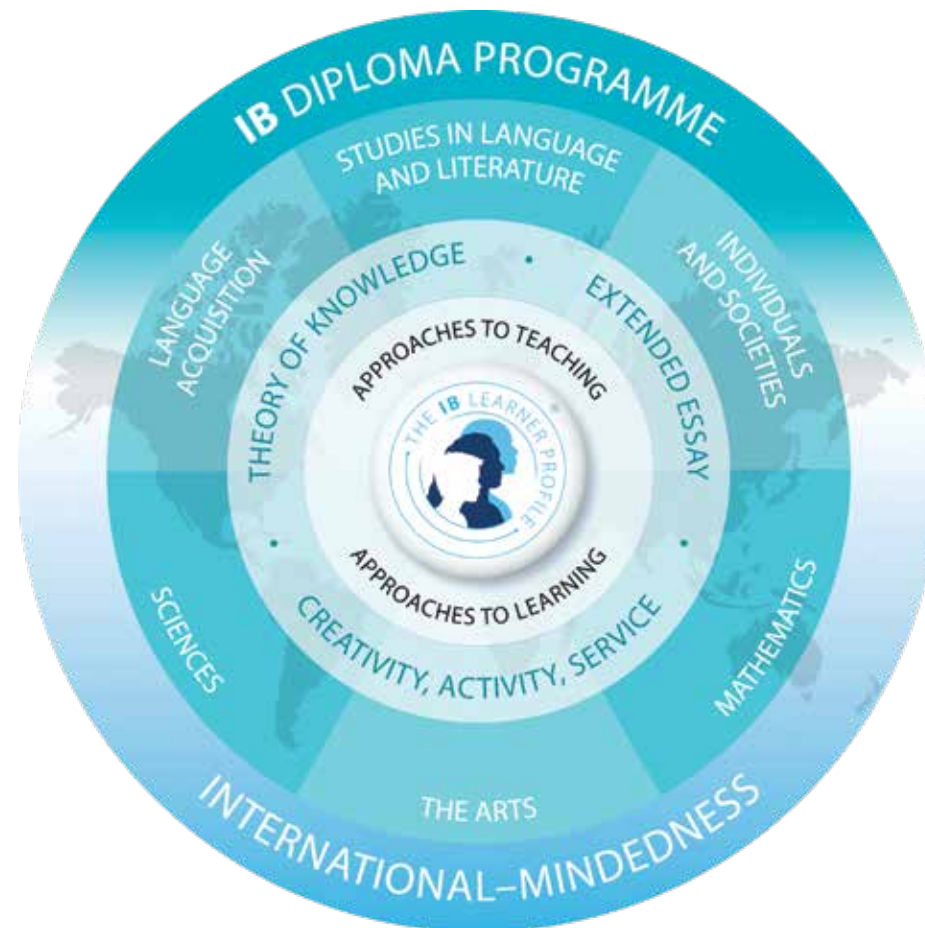 IB DIPLOMA PROGRAMME
STUDIES IN LANGUAGE
AND LITERATURE
LANGUAGE
ACQUISITION
INDIVIDUALS
AND SOCIETIES
THEORY OF KNOWLEDGE
EXTENDED ESSAY
APPROACHES TO TEACHING
THE IB LEARNER PROFILE
APPROACHES TO LEARNING
CREATIVITY, ACTIVITY, SERVICE
SCIENCES
MATHEMATICS
THE ARTS
INTERNATIONAL–MINDEDNESS